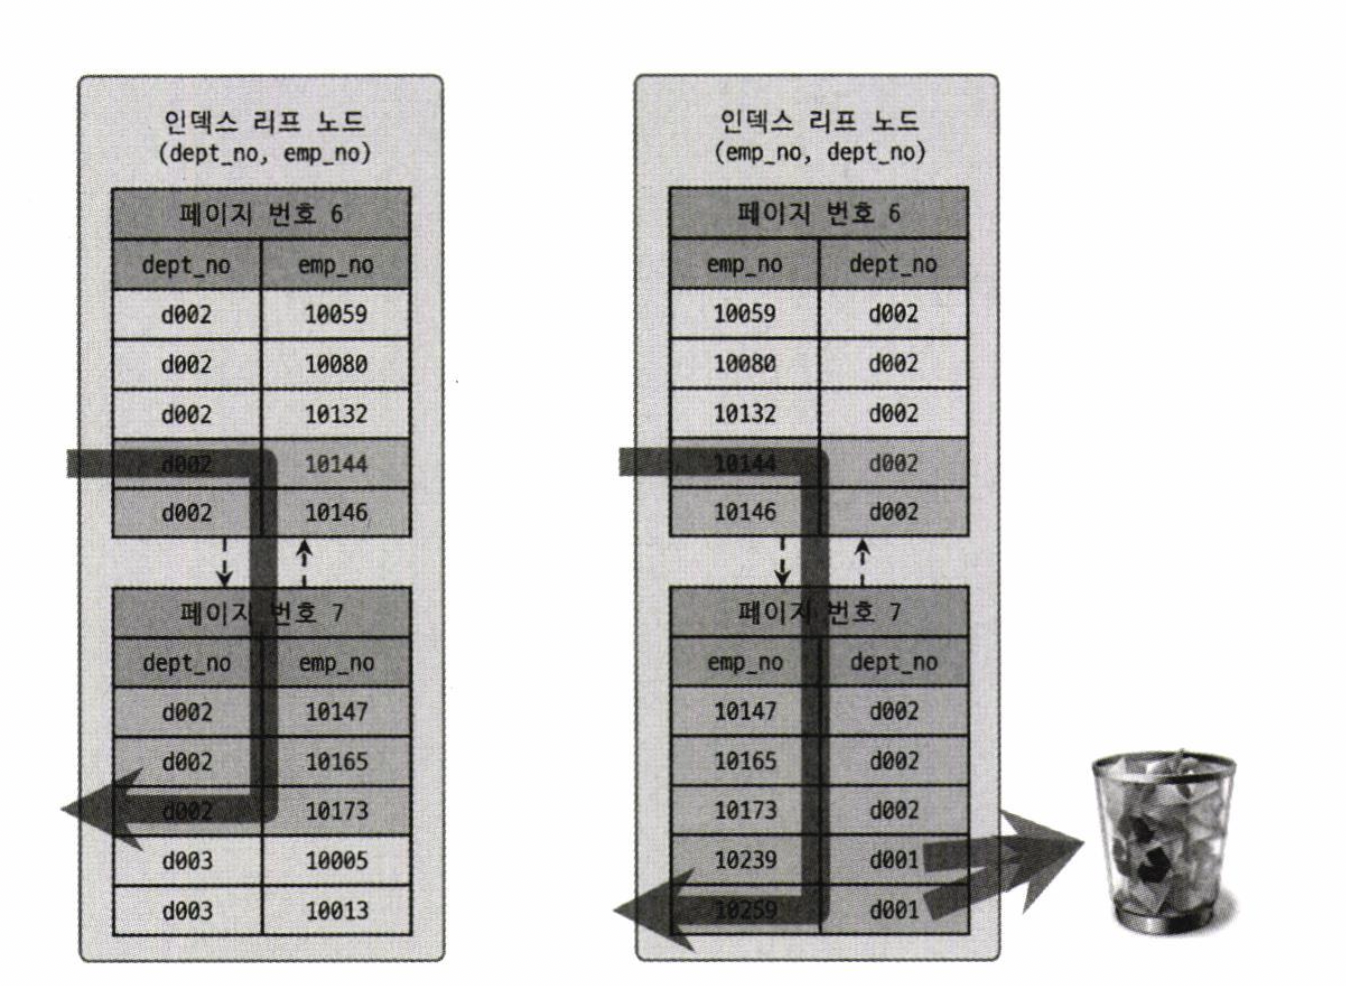 인덱스 리프 노드
(dept_no, emp_no)
페이지 번호 6
dept_no emp_no
d002 10059
d002 10080
d002 10132
d002 10144
d002 10146
페이지 번호 7
dept_no emp_no
d002 10147
d002 10165
d002 10173
d003 10005
d003 10013
인덱스 리프 노드
(emp_no, dept_no)
페이지 번호 6
emp_no dept_no
10059 d002
10080 d002
10132 d002
10144 d002
10146 d002
페이지 번호 7
emp_no dept_no
10147 d002
10165 d002
10173 d002
10239 d001
10259 d001